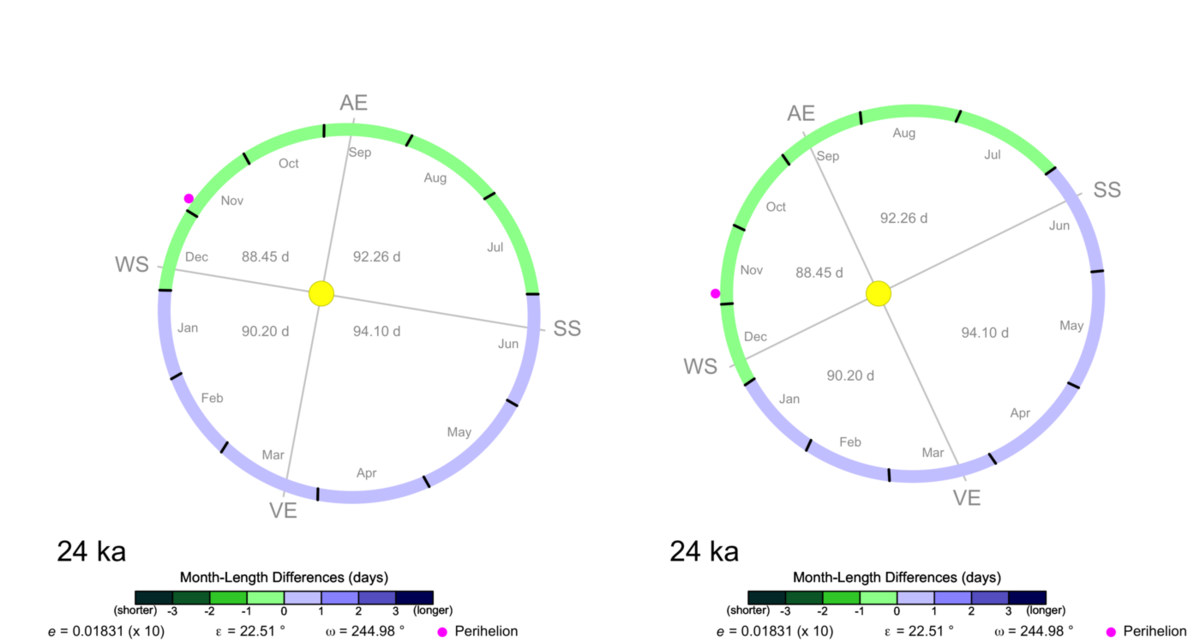 AE
Sep
Oct
Aug
Nov
Jul
WS
Dec
88.45 d
92.26 d
Jan
90.20 d
94.10 d
SS
Jun
Feb
May
Mar
Apr
VE
24 ka
Month-Length Differences (days)
(shorter) -3 -2 -1 0 1 2 3 (longer)
e = 0.01831 (x 10) ε = 22.51 ° ω = 244.98 ° Perihelion
AE
Aug
Sep
Jul
SS
Oct
92.26 d
Jun
Nov
88.45 d
Dec
94.10 d
May
WS
90.20 d
Jan
Apr
Feb
Mar
VE
24 ka
Month-Length Differences (days)
(shorter) -3 -2 -1 0 1 2 3 (longer)
e = 0.01831 (x 10) ε = 22.51 ° ω = 244.98 ° Perihelion